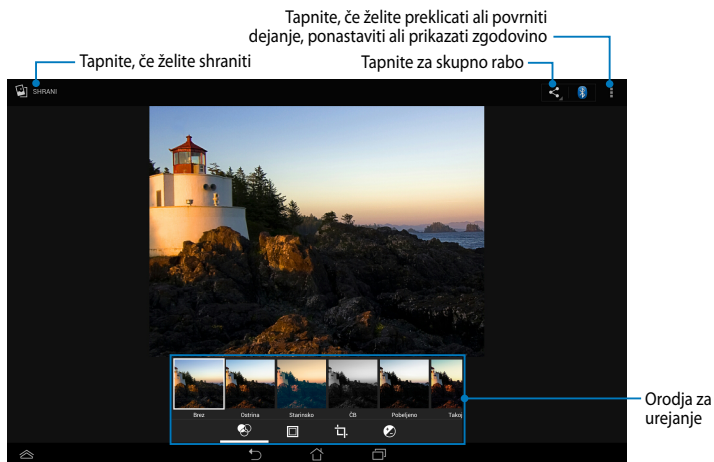 Tapnite, če želite preklicati ali povrniti
dejanje, ponastaviti ali prikazati zgodovino
Tapnite, če želite shraniti
Tapnite za skupno rabo
SHRANI
Brez
Ostrina
Starinsko
ČB
Pobeljeno
Takoj
Orodja za
urejanje